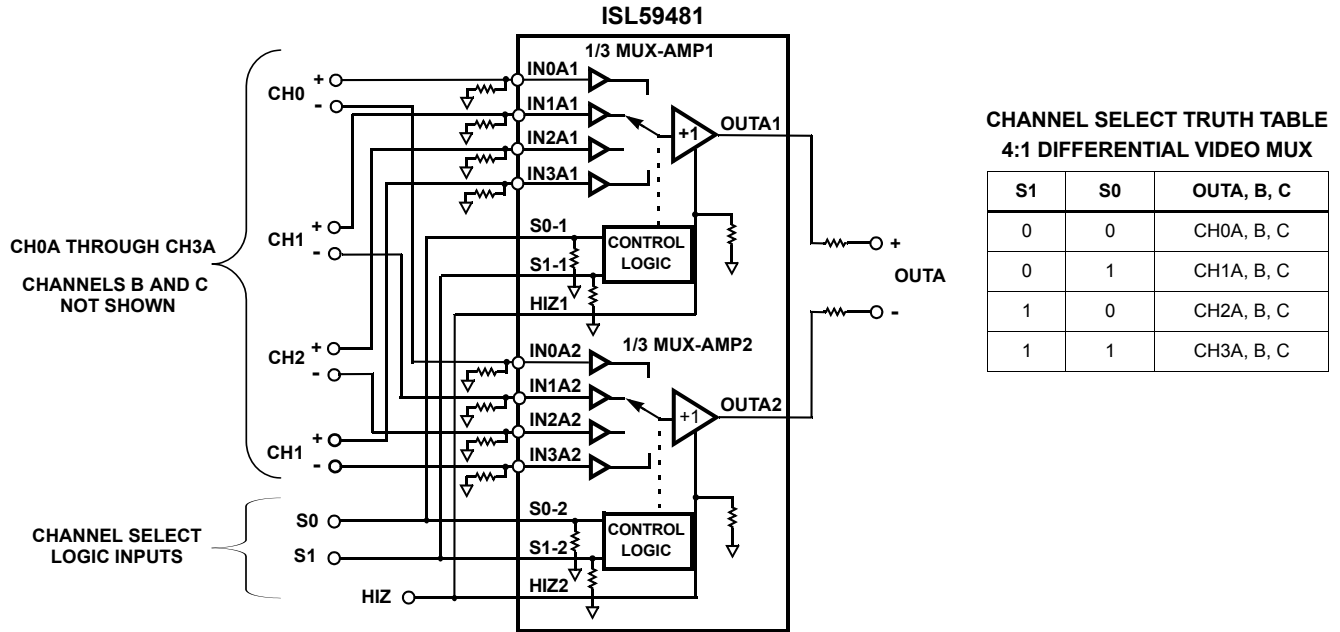 ISL59481
1/3 MUX-AMP1
CH0
+
-
IN0A1
IN1A1
IN2A1
IN3A1
+1
OUTA1
CH0A THROUGH CH3A
CHANNELS B AND C
NOT SHOWN
CH1
+
-
S0-1
S1-1
CONTROL
LOGIC
HIZ1
+
OUTA
-
CH2
+
-
1/3 MUX-AMP2
IN0A2
IN1A2
IN2A2
IN3A2
+1
OUTA2
CH1
+
-
CHANNEL SELECT
LOGIC INPUTS
S0
S1
HIZ
S0-2
S1-2
CONTROL
LOGIC
HIZ2
CHANNEL SELECT TRUTH TABLE
4:1 DIFFERENTIAL VIDEO MUX
S1 S0 OUTA, B, C
0 0 CH0A, B, C
0 1 CH1A, B, C
1 0 CH2A, B, C
1 1 CH3A, B, C